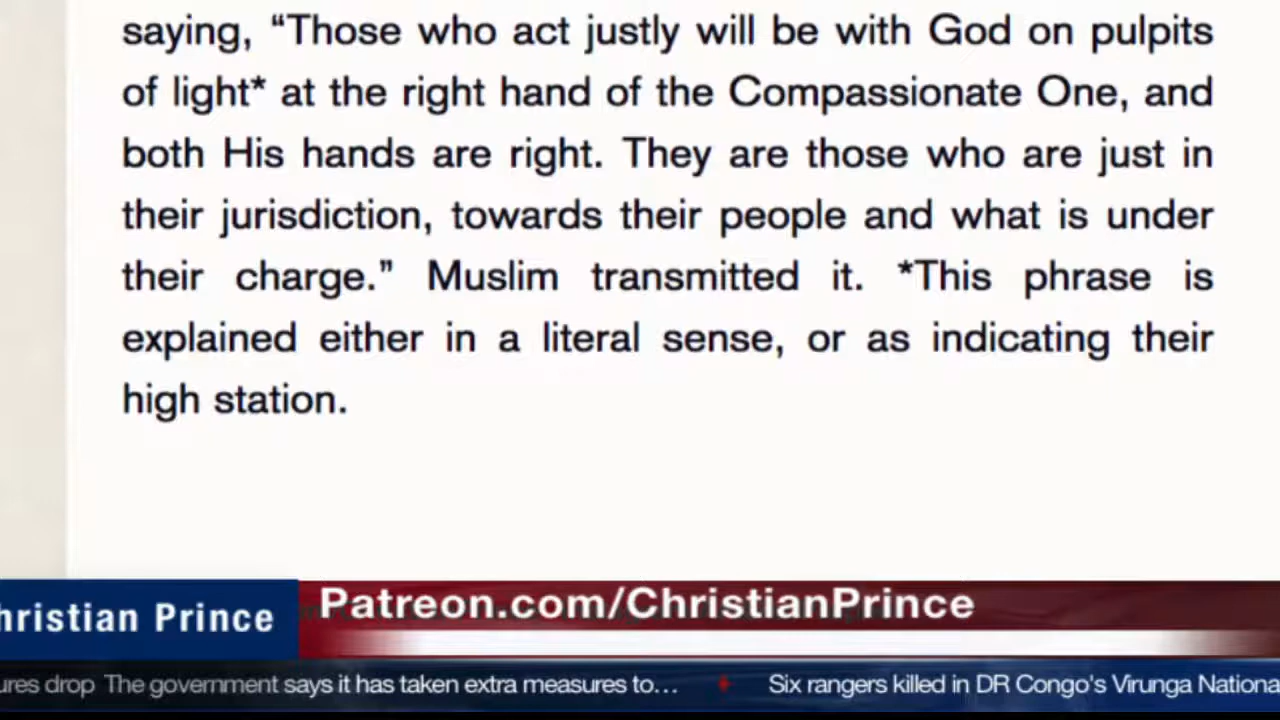 saying, “Those who act justly will be with God on pulpits
of light* at the right hand of the Compassionate One, and
both His hands are right. They are those who are just in
their jurisdiction, towards their people and what is under
their charge.” Muslim transmitted it. *This phrase is
explained either in a literal sense, or as indicating their
high station.
hristian Prince
Patreon.com/ChristianPrince
ures drop The government says it has taken extra measures to… Six rangers killed in DR Congo's Virunga Nationa